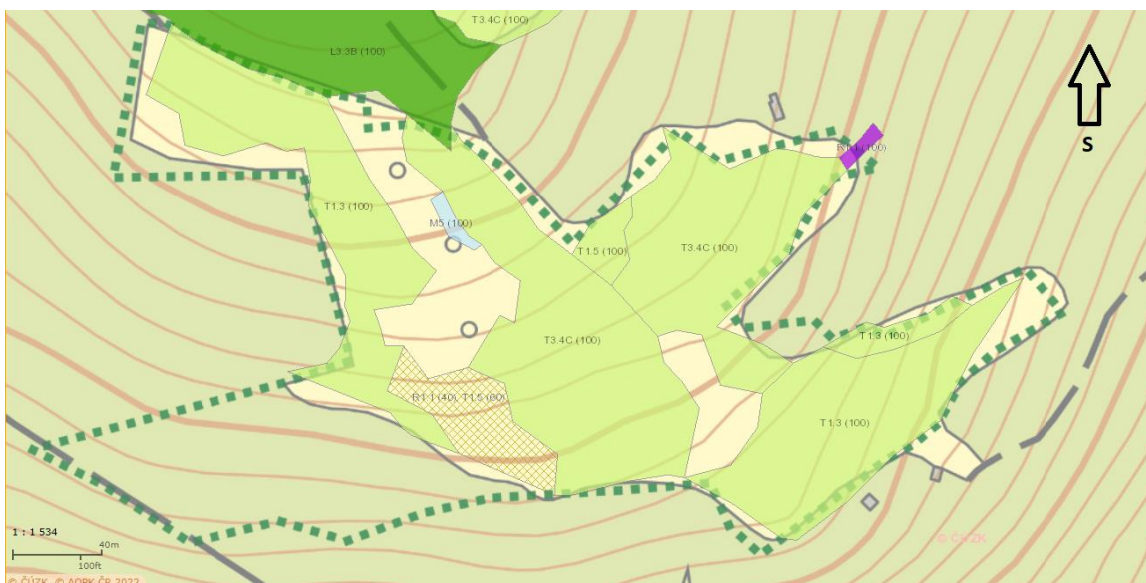 T3.4C (100)
L3.3B (100)
S
R1.1 (100)
T1.3 (100)
M5 (100)
T1.5 (100)
T3.4C (100)
T3.4C (100)
T1.3 (100)
R1.1 (40), T1.5 (60)
T1.3 (100)
1 : 1 534
40m
100ft
© ČÚZK
© ČÚZK, © AOPK ČR 2022